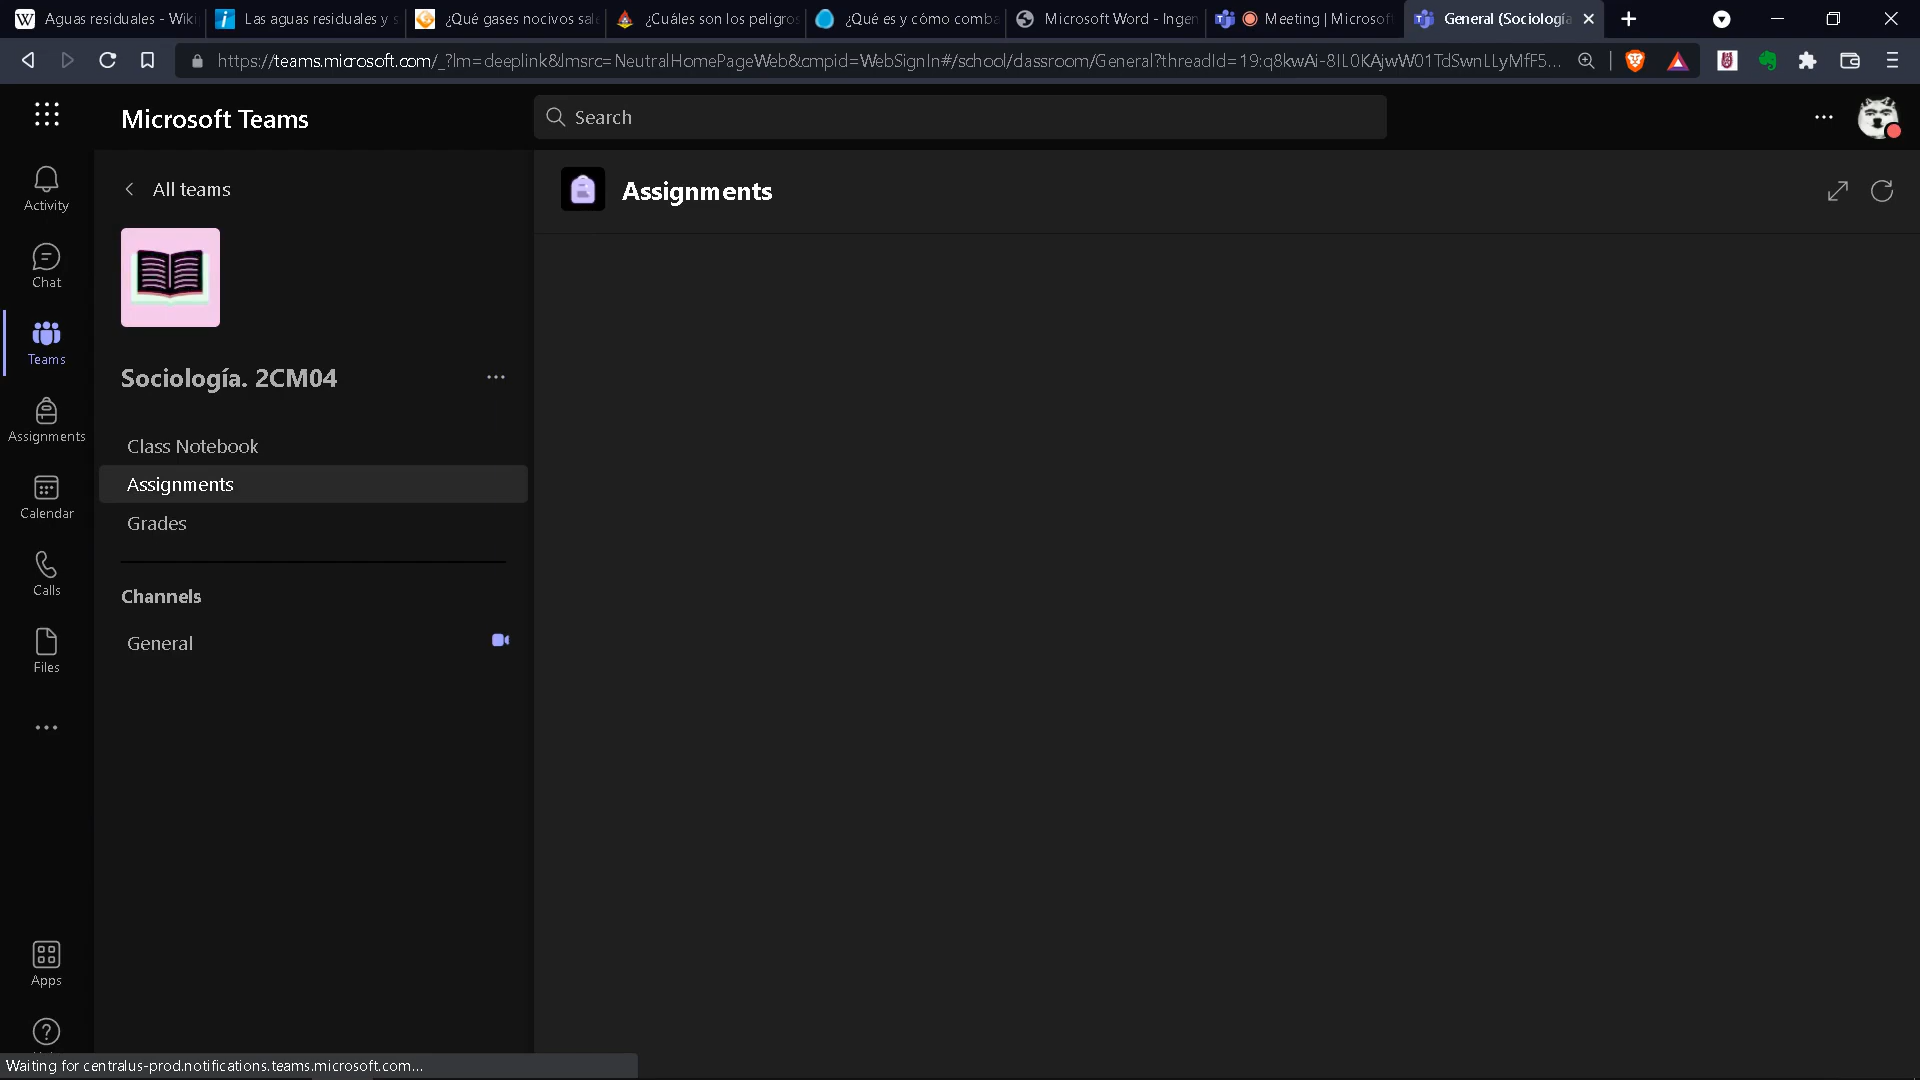 Aguas residuales - Wiki
Las aguas residuales y s
¿Qué gases nocivos sale
¿Cuáles son los peligros
¿Qué es y cómo comba
Microsoft Word - Ingen
Meeting | Microsof
General (Sociología
https://teams.microsoft.com/_?lm=deeplink&lmsrc=NeutralHomePageWeb&cmpid=WebSignIn#/school/classroom/General?threadId=19:q8kwAi-8IL0KAjwW01TdSwnLLyMfF5...
Microsoft Teams
Search
Activity
Chat
Teams
Assignments
Calendar
Calls
Files
Apps
All teams
Sociología. 2CM04
Class Notebook
Assignments
Grades
Channels
General
Assignments
Waiting for centralus-prod.notifications.teams.microsoft.com...